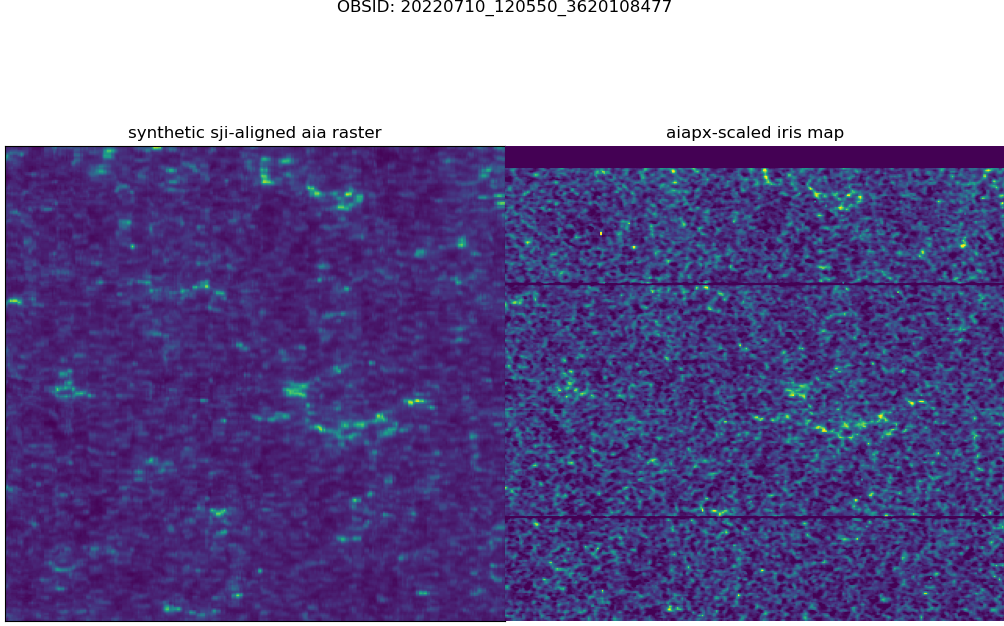 OBSID: 20220710_120550_3620108477
synthetic sji-aligned aia raster
aiapx-scaled iris map